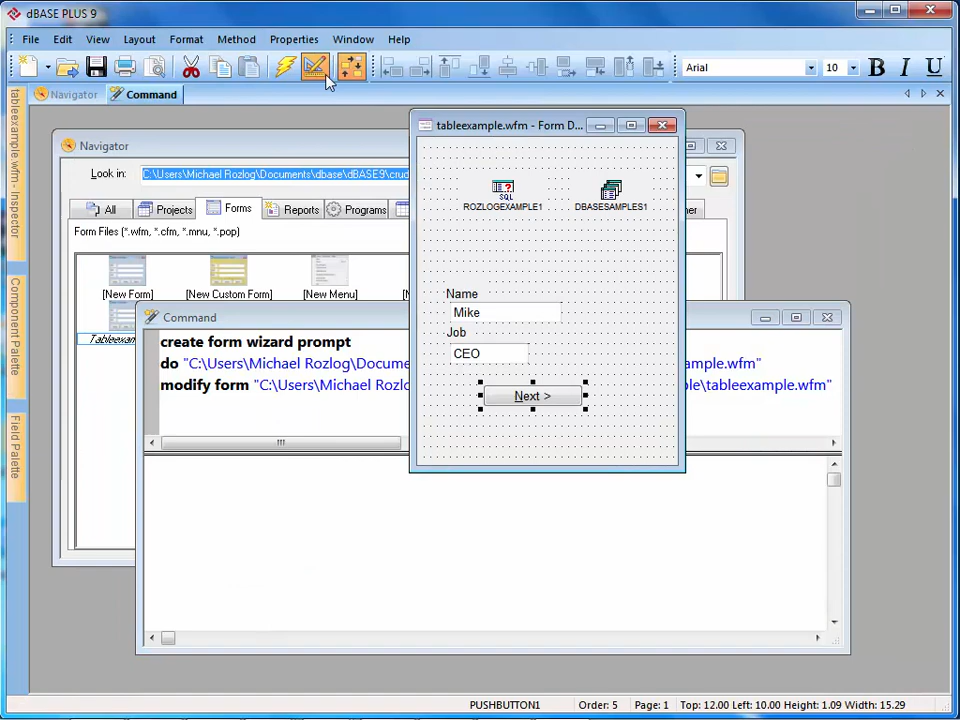 dBASE PLUS 9
File Edit View Layout Format Method Properties Window Help
Arial 10 B I U
Navigator Command
tableexample.wfm - Inspector
Component Palette
Field Palette
Navigator
Look in: C:\Users\Michael Rozlog\Documents\dbase\dBASE9\crud
All Projects Forms Reports Programs
Form Files (*.wfm, *.cfm, *.mnu, *.pop)
[New Form] [New Custom Form] [New Menu]
Command
create form wizard prompt
do "C:\Users\Michael Rozlog\Docume ample.wfm"
modify form "C:\Users\Michael Rozlo ple\tableexample.wfm"
tableexample.wfm - Form D...
SQL
ROZLOGEXAMPLE1 DBASESAMPLES1
Name
Mike
Job
CEO
Next >
PUSHBUTTON1 Order: 5 Page: 1 Top: 12.00 Left: 10.00 Height: 1.09 Width: 15.29